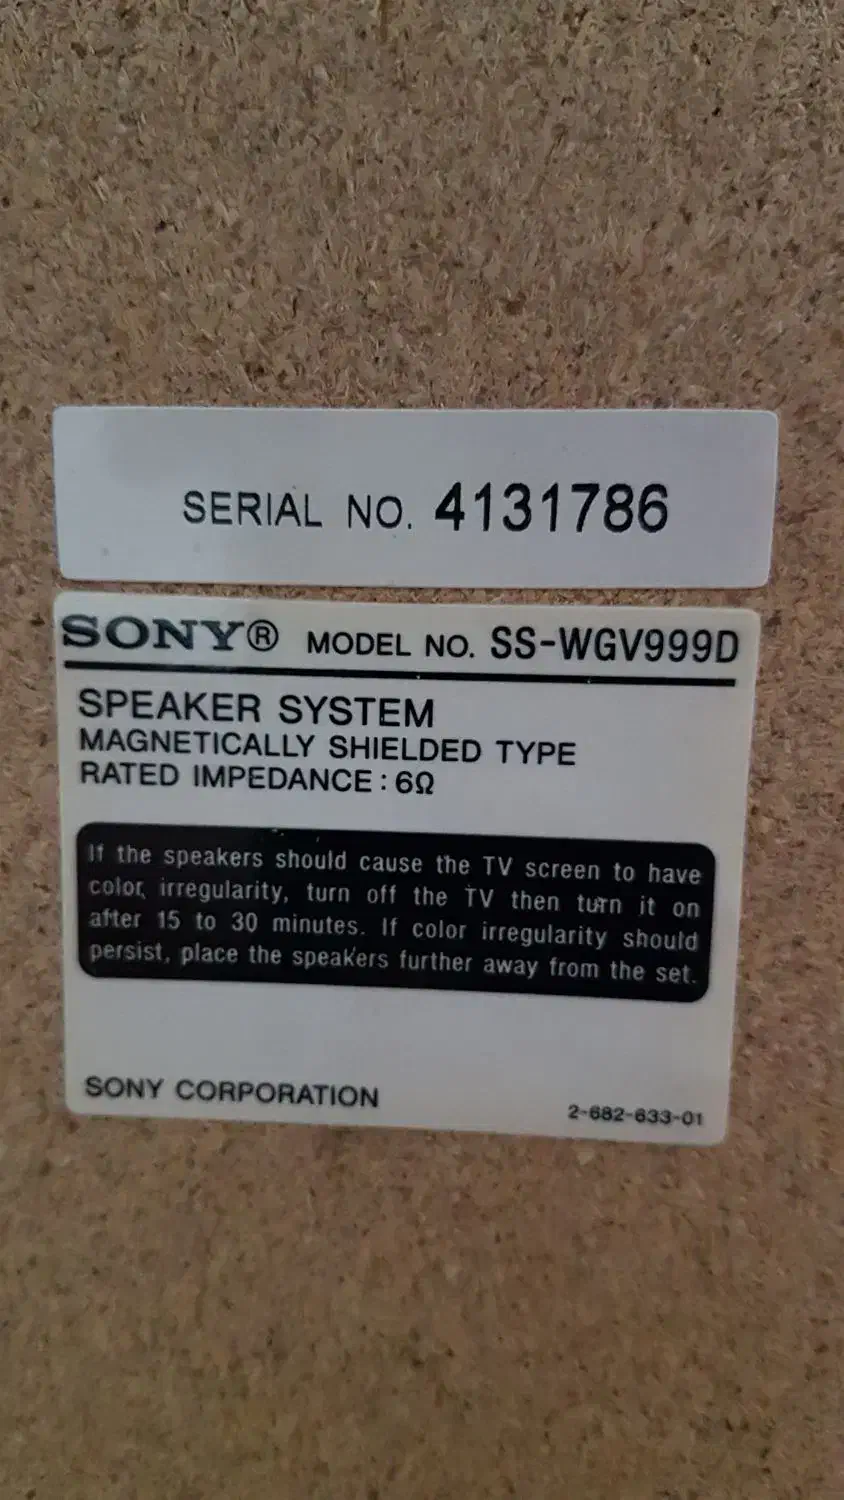 SERIAL NO. 4131786
SONY® MODEL NO. SS-WGV999D
SPEAKER SYSTEM
MAGNETICALLY SHIELDED TYPE
RATED IMPEDANCE : 6Ω
If the speakers should cause the TV screen to have
color, irregularity, turn off the TV then turn it on
after 15 to 30 minutes. If color irregularity should
persist, place the speakers further away from the set.
SONY CORPORATION
2-682-633-01